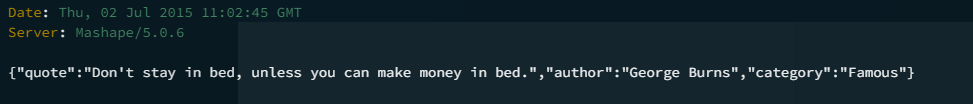 Date: Thu, 02 Jul 2015 11:02:45 GMT
Server: Mashape/5.0.6
{"quote":"Don't stay in bed, unless you can make money in bed.","author":"George Burns","category":"Famous"}